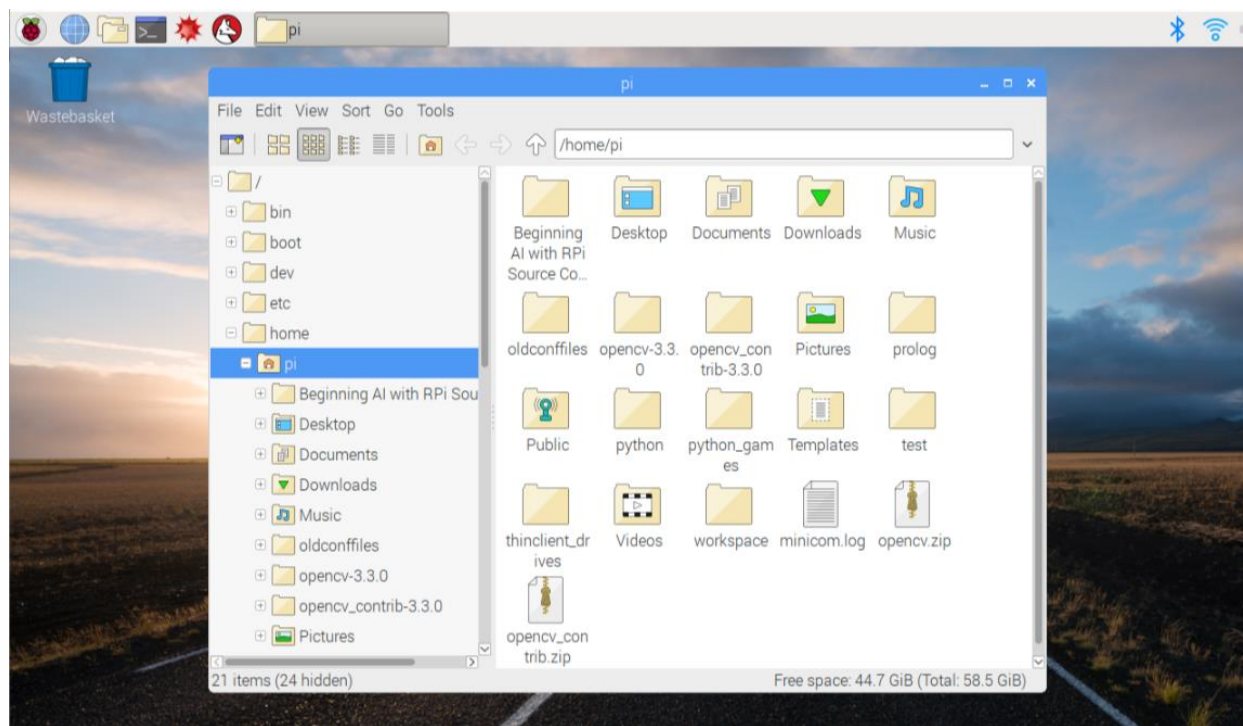 pi
Wastebasket
pi
File Edit View Sort Go Tools
/home/pi
/
bin
boot
dev
etc
home
pi
Beginning AI with RPi Sou
Desktop
Documents
Downloads
Music
oldconffiles
opencv-3.3.0
opencv_contrib-3.3.0
Pictures
Beginning
AI with RPi
Source Co...
Desktop
Documents
Downloads
Music
oldconffiles
opencv-3.3.
0
opencv_con
trib-3.3.0
Pictures
prolog
Public
python
python_gam
es
Templates
test
thinclient_dr
ives
Videos
workspace
minicom.log
opencv.zip
opencv_con
trib.zip
21 items (24 hidden)
Free space: 44.7 GiB (Total: 58.5 GiB)